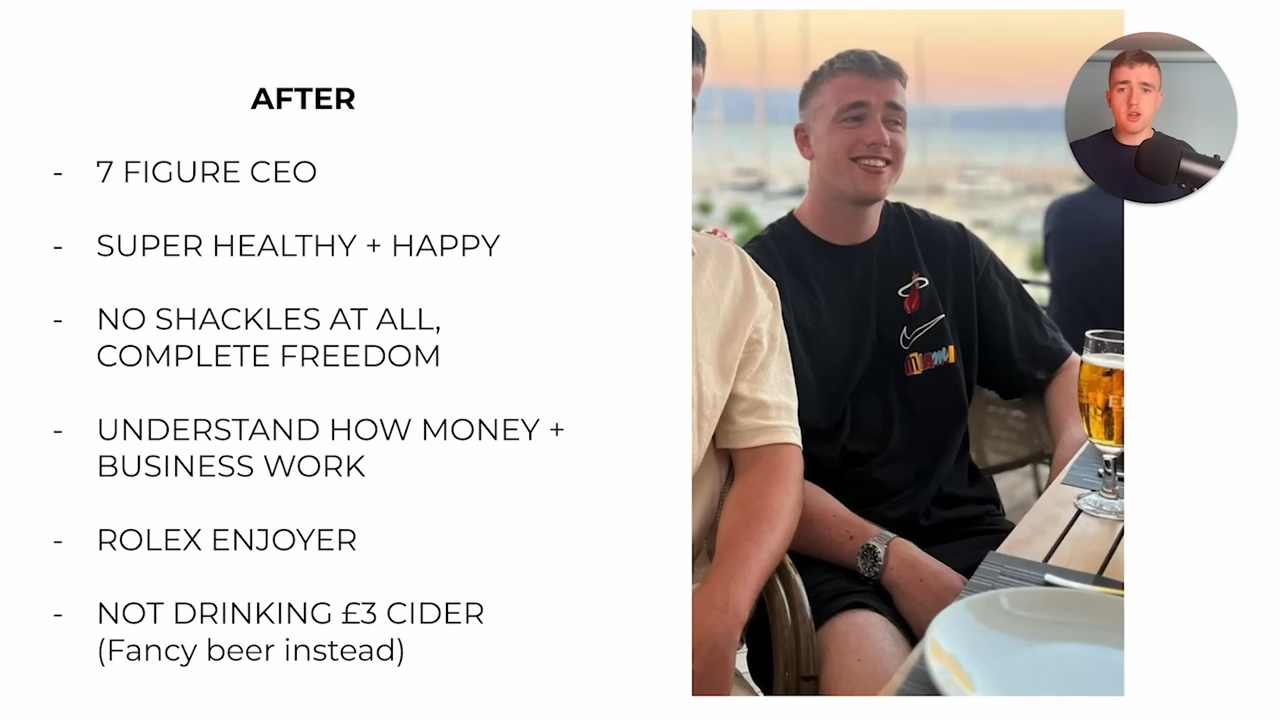 AFTER
- 7 FIGURE CEO
- SUPER HEALTHY + HAPPY
- NO SHACKLES AT ALL,
COMPLETE FREEDOM
- UNDERSTAND HOW MONEY +
BUSINESS WORK
- ROLEX ENJOYER
- NOT DRINKING £3 CIDER
(Fancy beer instead)
MIAMI